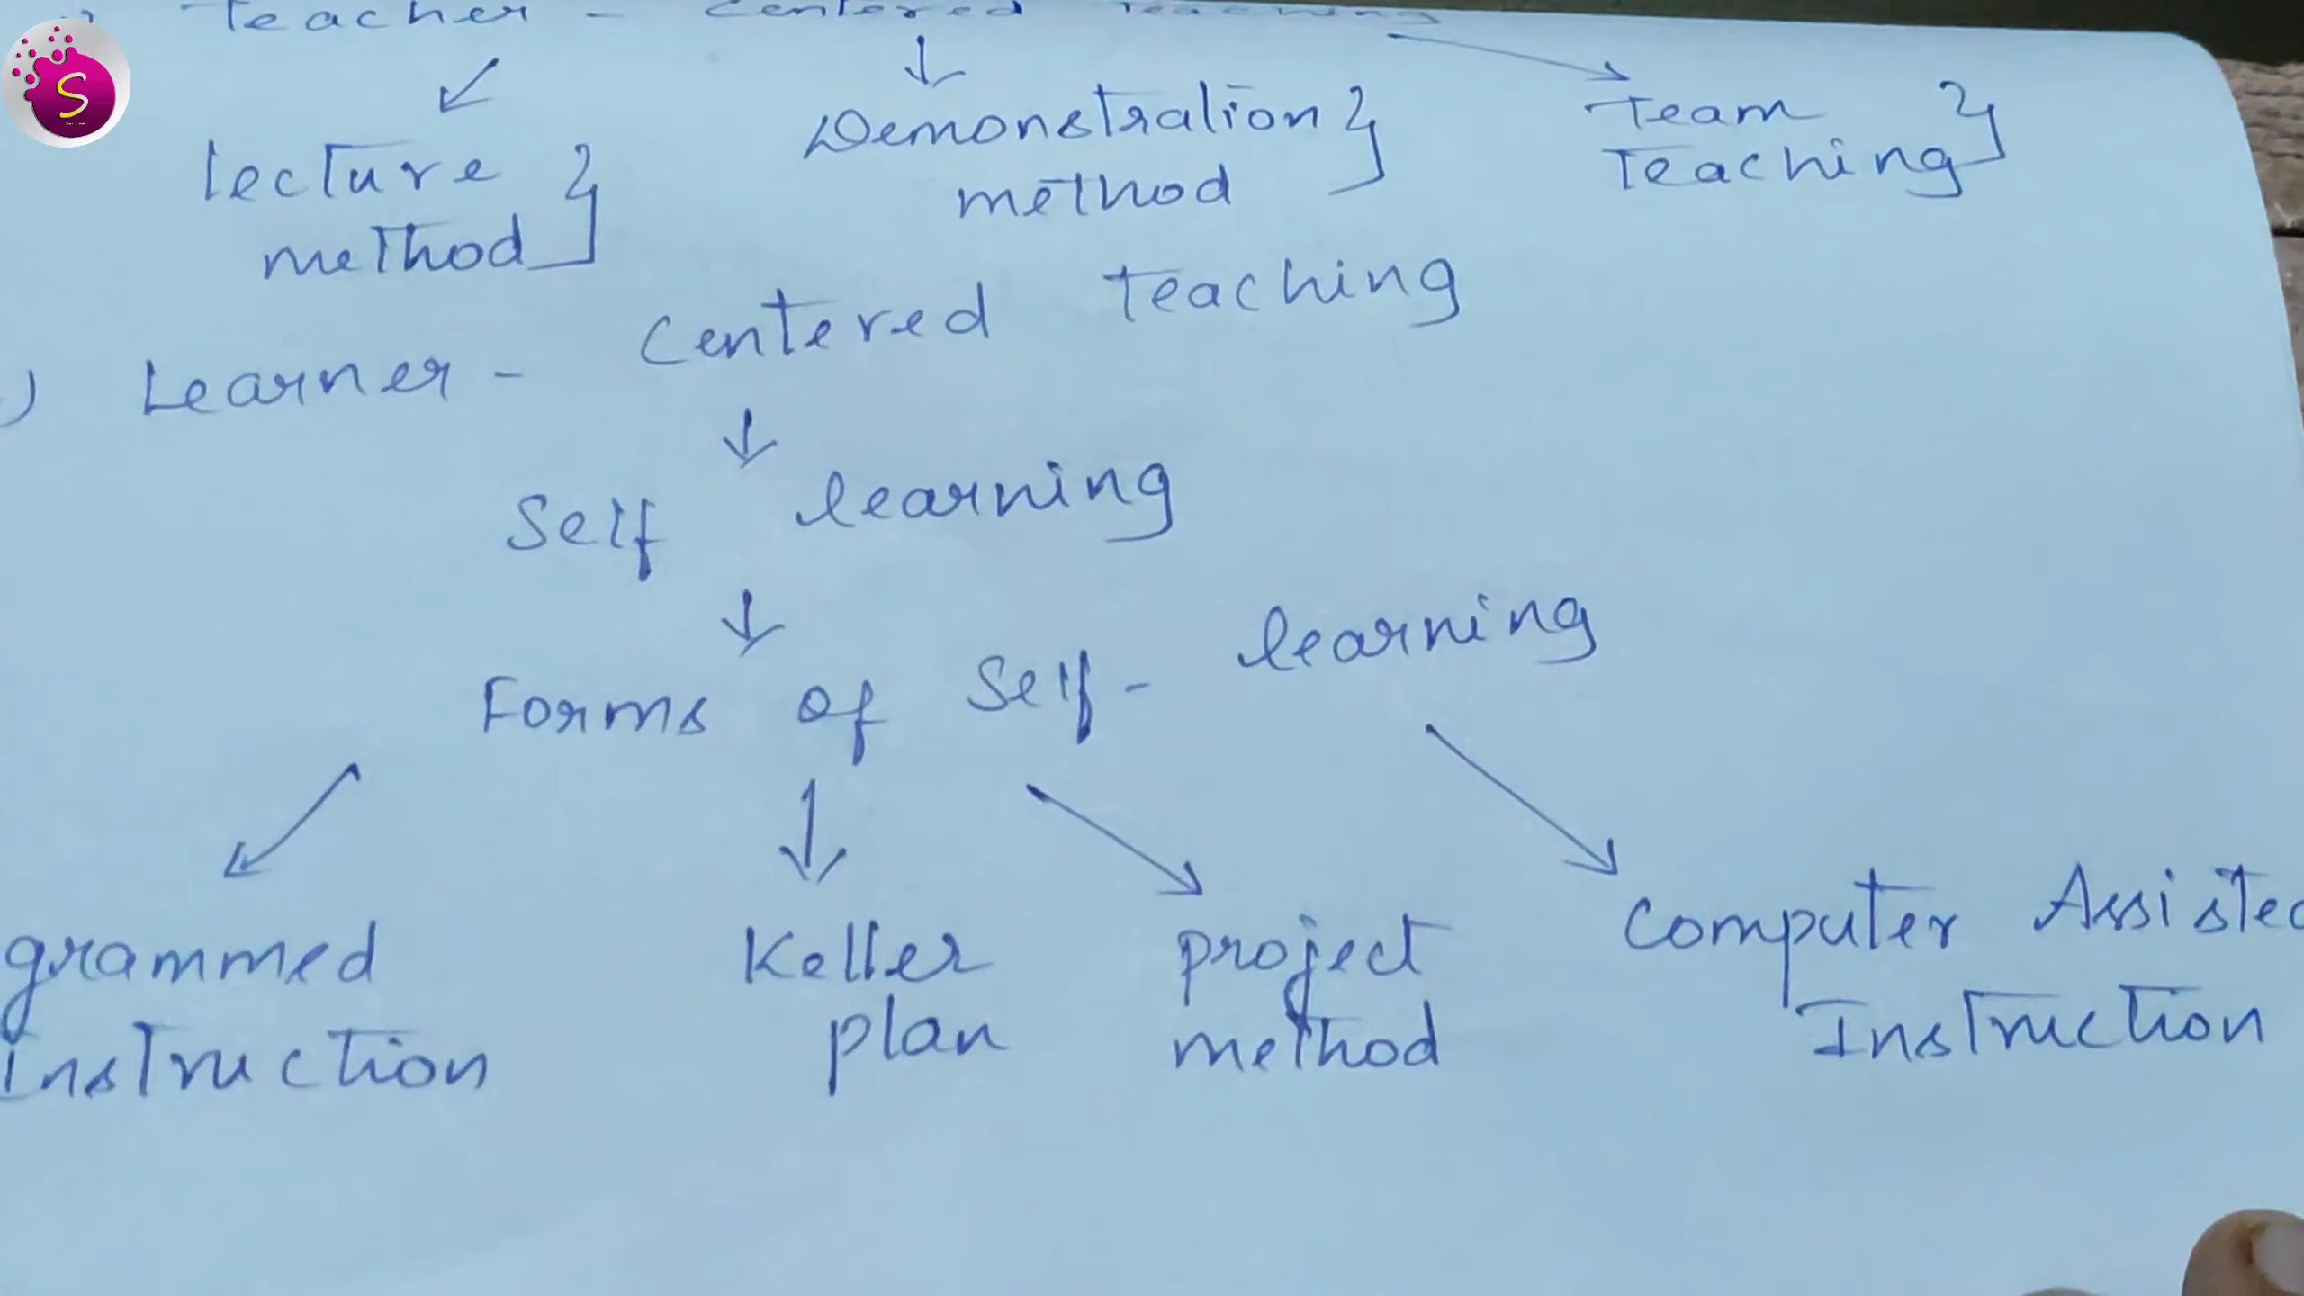 Teacher - Centered Teaching
lecture method }
Demonstration method }
Team Teaching }
) Learner - Centered Teaching
Self learning
Forms of Self - learning
grammed Instruction
Keller plan
project method
Computer Assisted Instruction
S